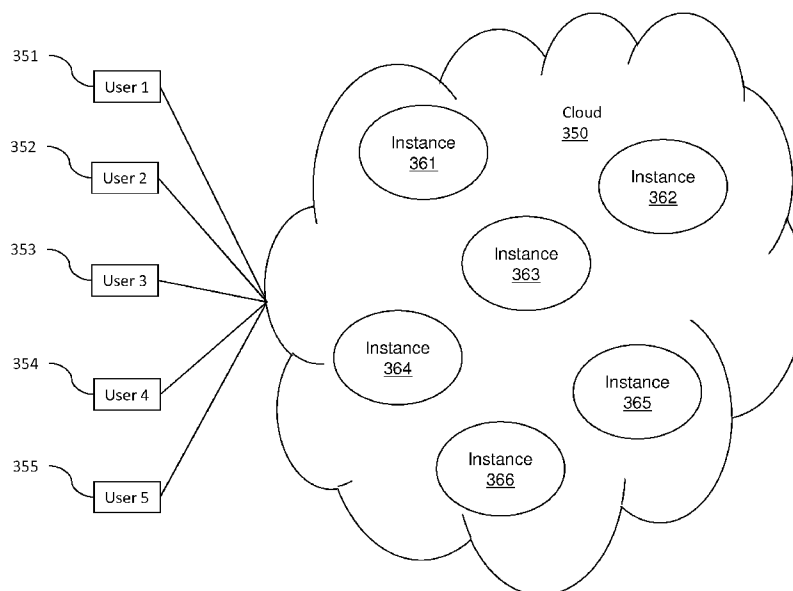 351
User 1
352
User 2
353
User 3
354
User 4
355
User 5
Cloud
350
Instance
361
Instance
362
Instance
363
Instance
364
Instance
365
Instance
366